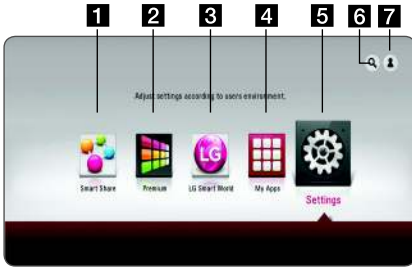 1 2 3 4 5 6 7
Adjust settings according to users environment.
LG
Smart Share Premium LG Smart World My Apps
Settings